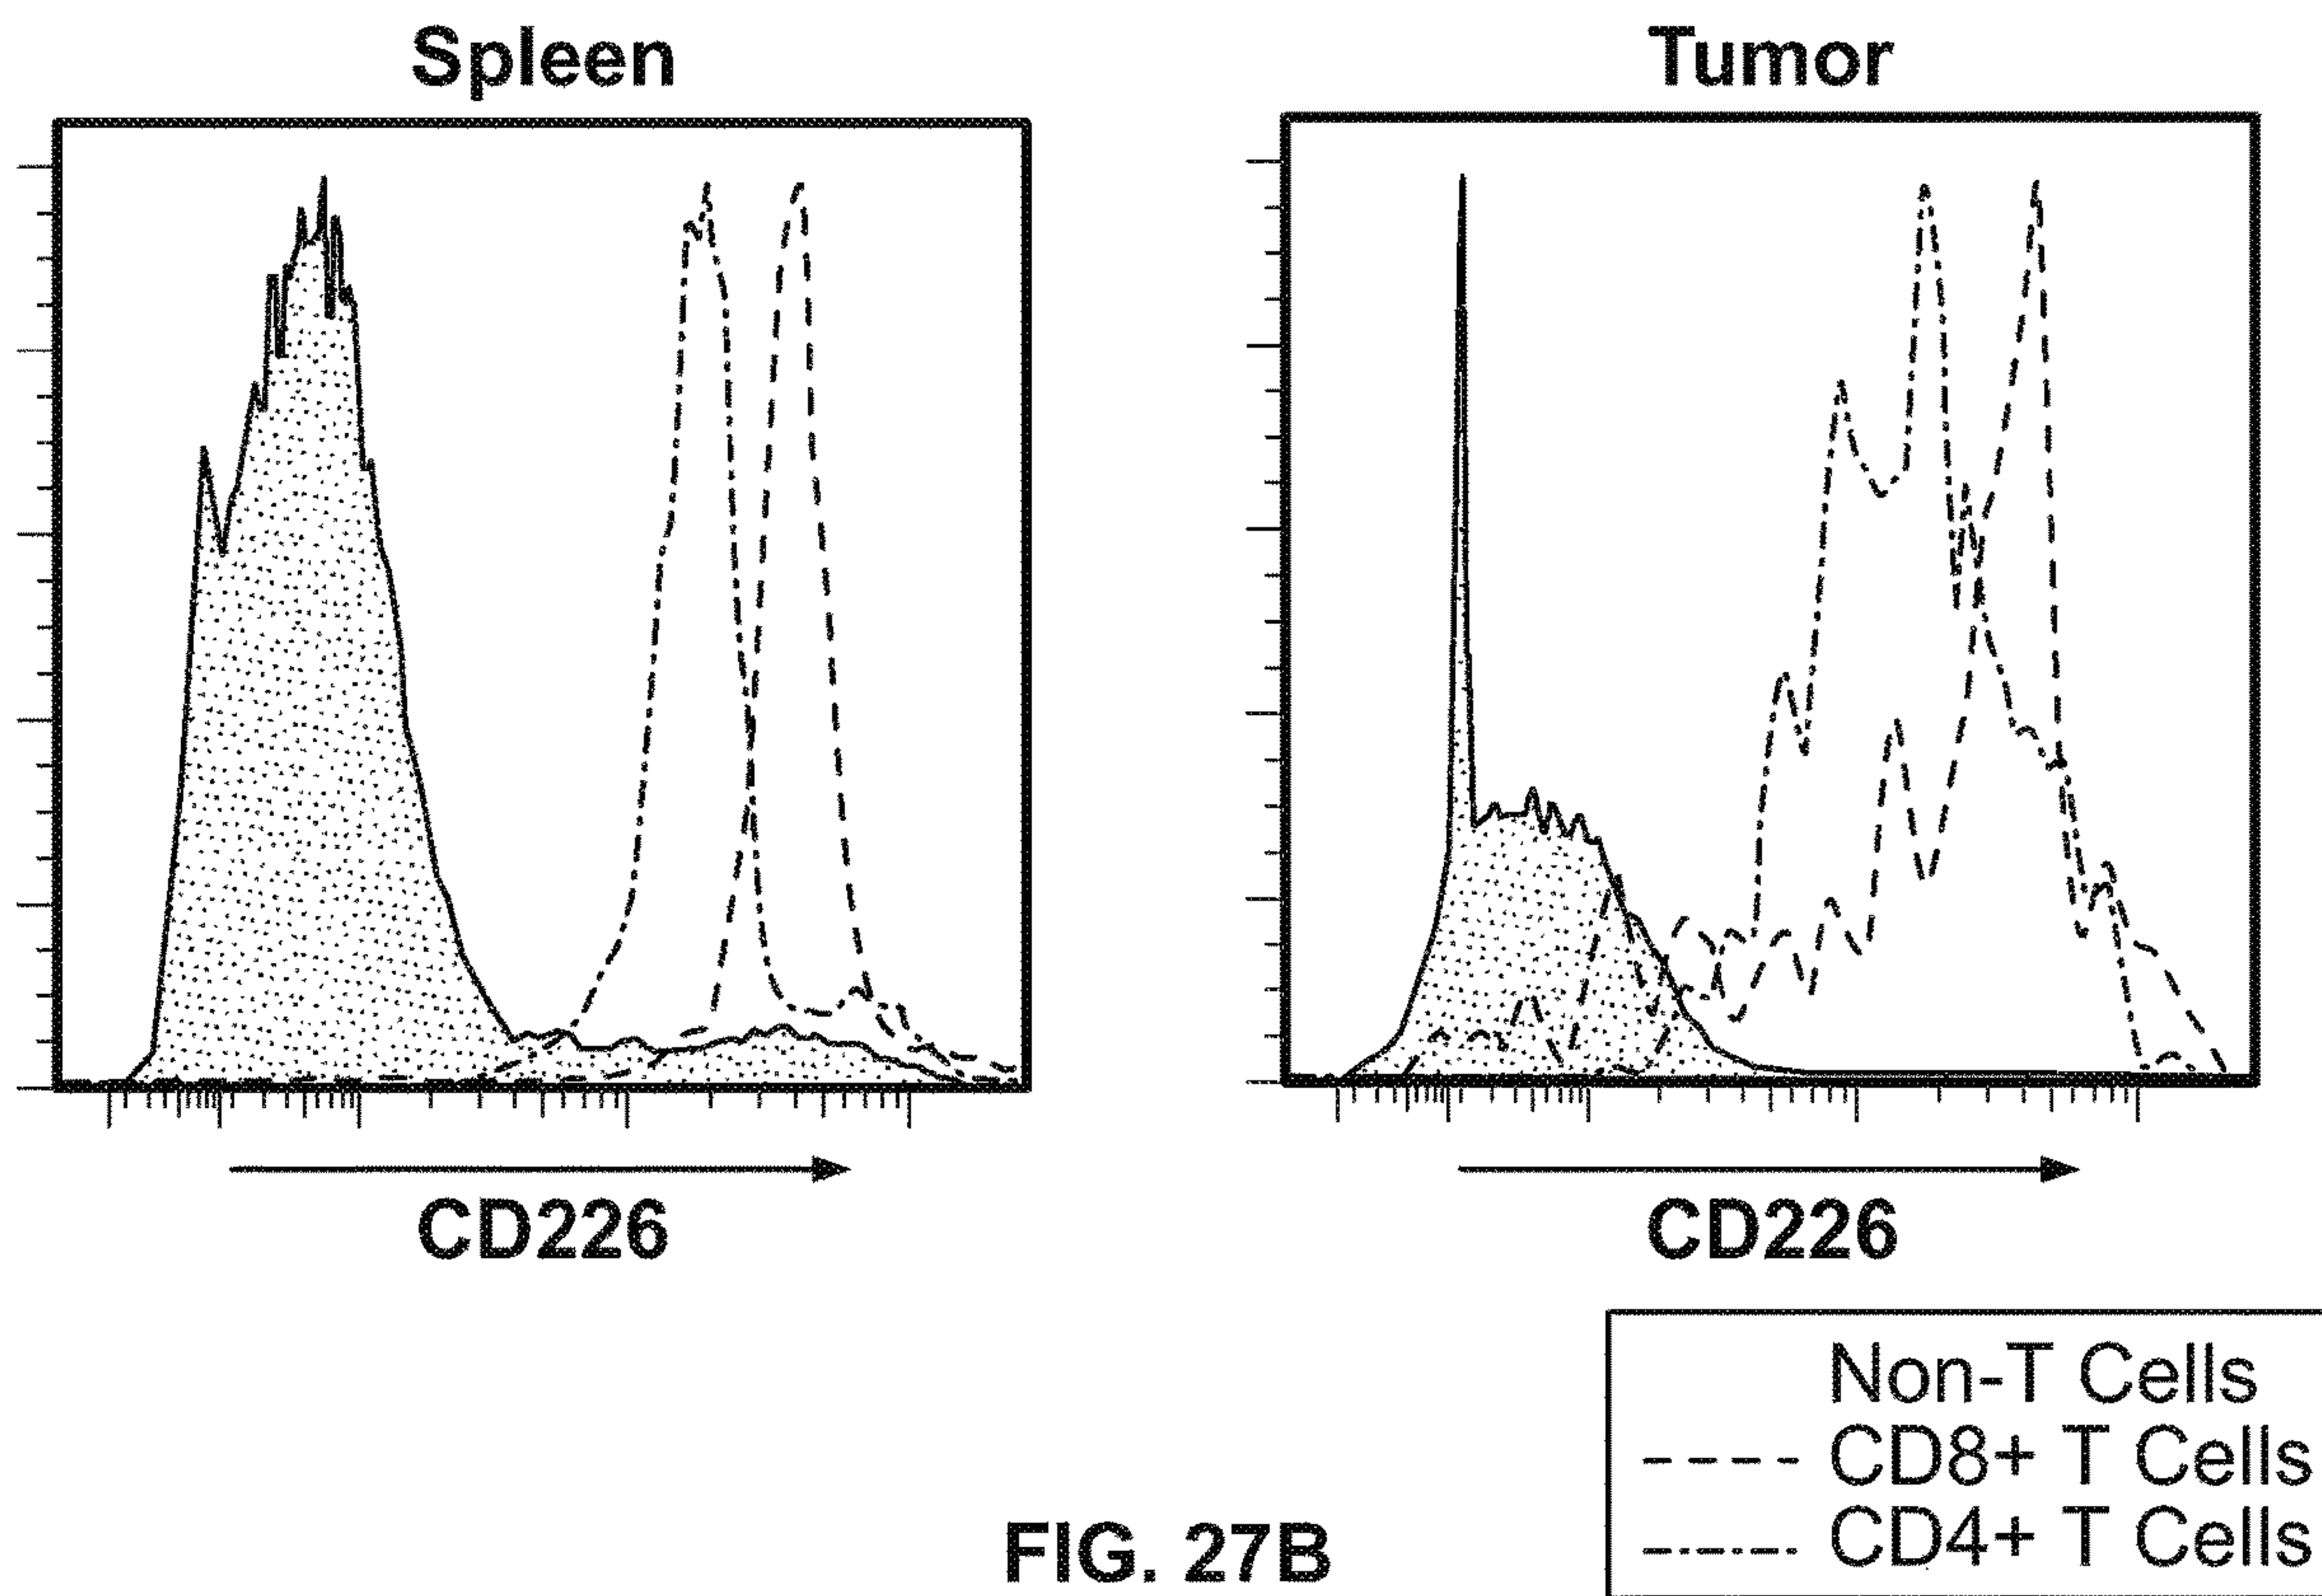 Spleen
Tumor
CD226
CD226
Non-T Cells
CD8+ T Cells
CD4+ T Cells
FIG. 27B